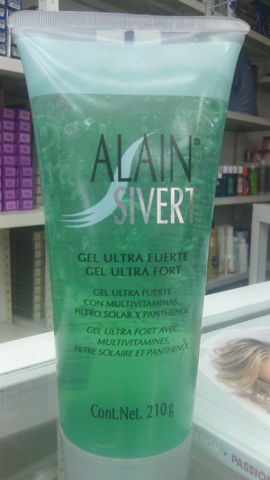 ALAIN®
SIVERT
GEL ULTRA FUERTE
GEL ULTRA FORT
GEL ULTRA FUERTE
CON MULTIVITAMINAS,
FILTRO SOLAR Y PANTHENOL
GEL ULTRA FORT AVEC
MULTIVITAMINES,
FILTRE SOLAIRE ET PANTHENOL
Cont.Net. 210g
PASSION